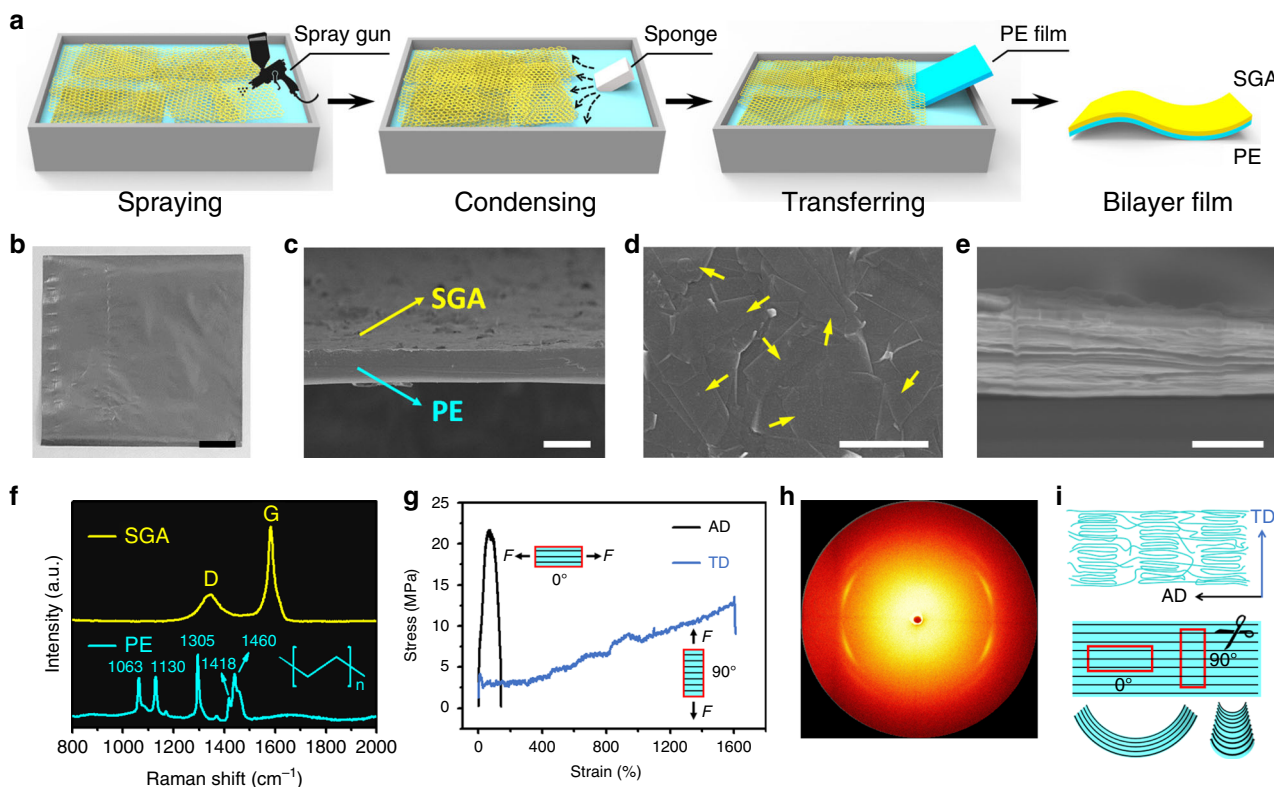 a
Spray gun
Sponge
PE film
SGA
PE
Spraying
Condensing
Transferring
Bilayer film
b
c
SGA
PE
d
e
f
Intensity (a.u.)
SGA
D
G
PE
1063
1130
1305
1418
1460
n
800 1000 1200 1400 1600 1800 2000
Raman shift (cm⁻¹)
g
Stress (MPa)
25
20
15
10
5
0
AD
TD
F F
0°
F
90°
F
0 400 800 1200 1600
Strain (%)
h
i
TD
AD
0°
90°